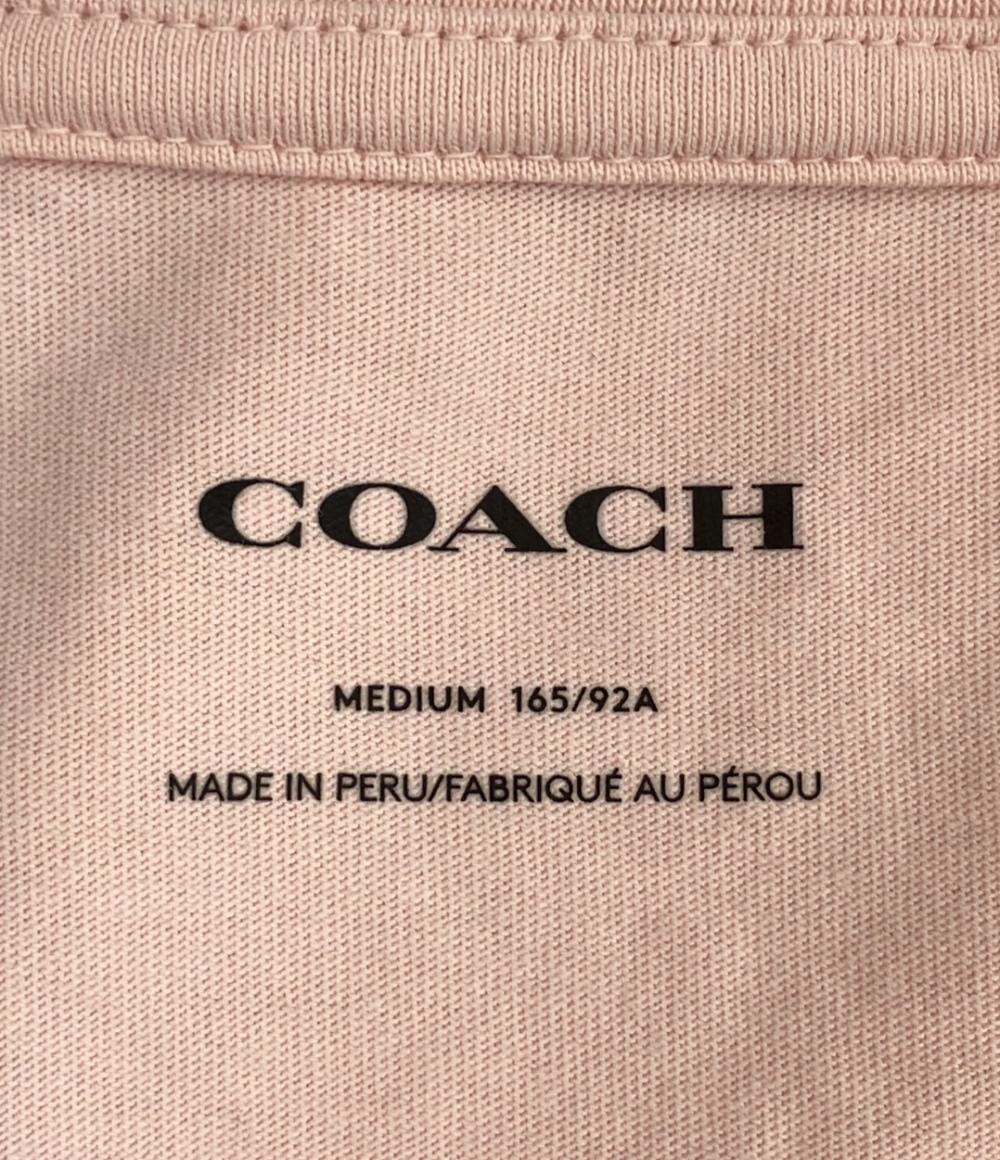 COACH
MEDIUM 165/92A
MADE IN PERU/FABRIQUÉ AU PÉROU